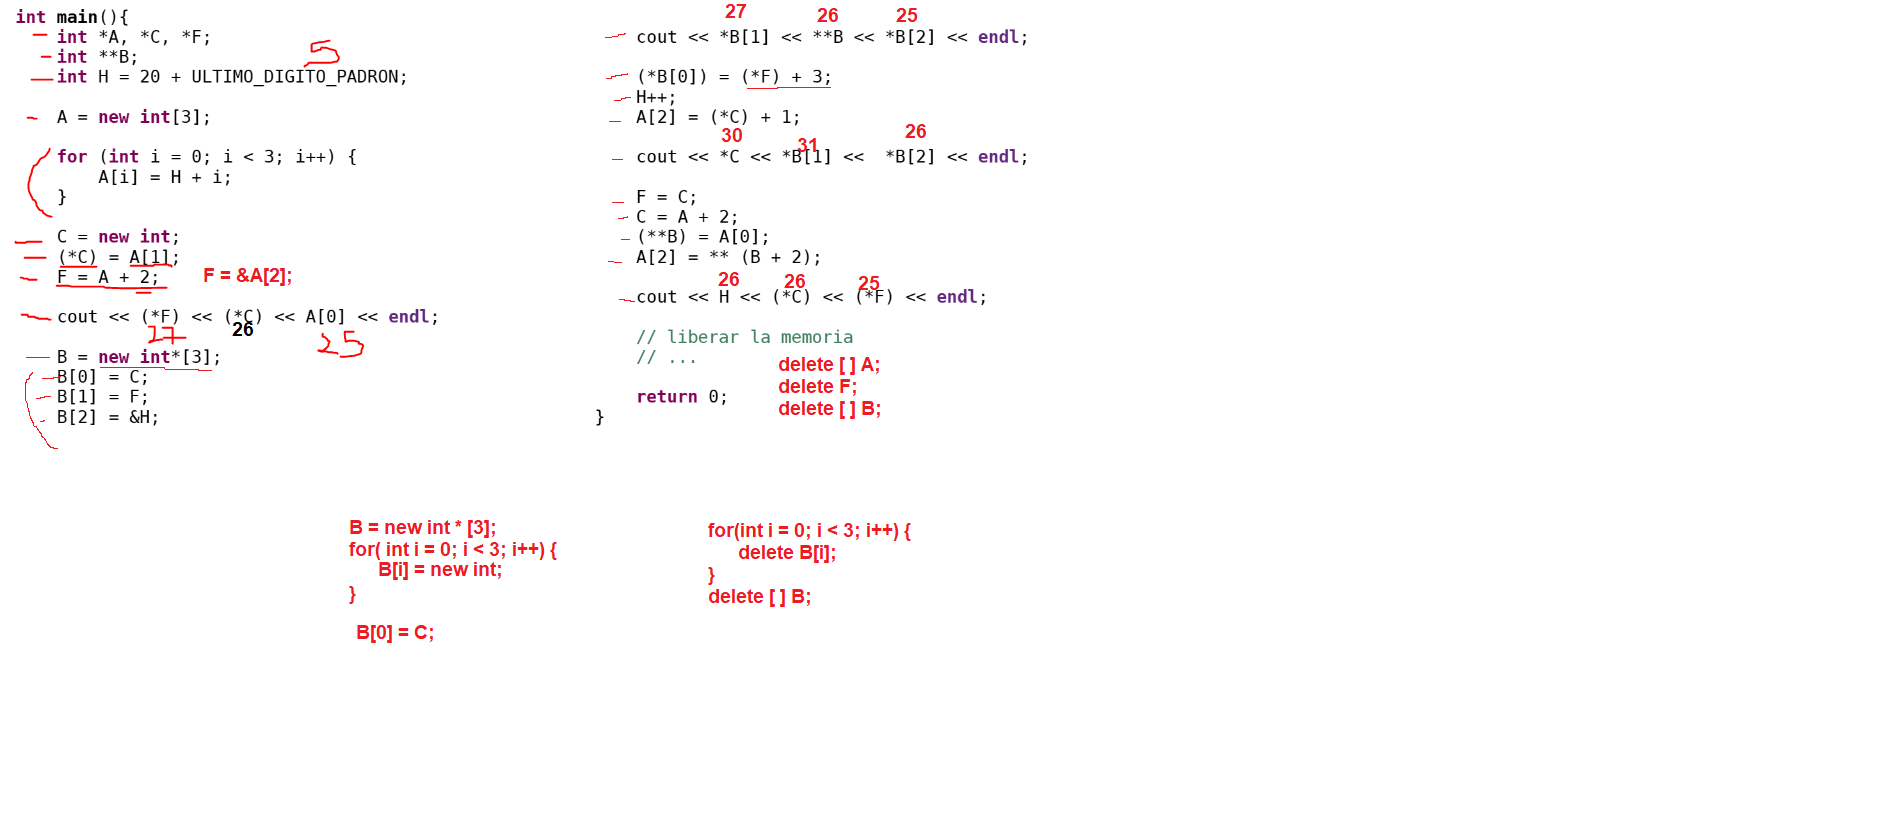 int main(){
int *A, *C, *F;
int **B;
5
int H = 20 + ULTIMO_DIGITO_PADRON;
A = new int[3];
for (int i = 0; i < 3; i++) {
A[i] = H + i;
}
C = new int;
(*C) = A[1];
F = A + 2; F = &A[2];
cout << (*F) << (*C) << A[0] << endl;
27 26 25
B = new int*[3];
B[0] = C;
B[1] = F;
B[2] = &H;
27 26 25
cout << *B[1] << **B << *B[2] << endl;
(*B[0]) = (*F) + 3;
H++;
A[2] = (*C) + 1;
30 31 26
cout << *C << *B[1] << *B[2] << endl;
F = C;
C = A + 2;
(**B) = A[0];
A[2] = ** (B + 2);
26 26 25
cout << H << (*C) << (*F) << endl;
// liberar la memoria
// ...
delete [ ] A;
delete F;
delete [ ] B;
return 0;
}
B = new int * [3];
for( int i = 0; i < 3; i++) {
B[i] = new int;
}
B[0] = C;
for(int i = 0; i < 3; i++) {
delete B[i];
}
delete [ ] B;